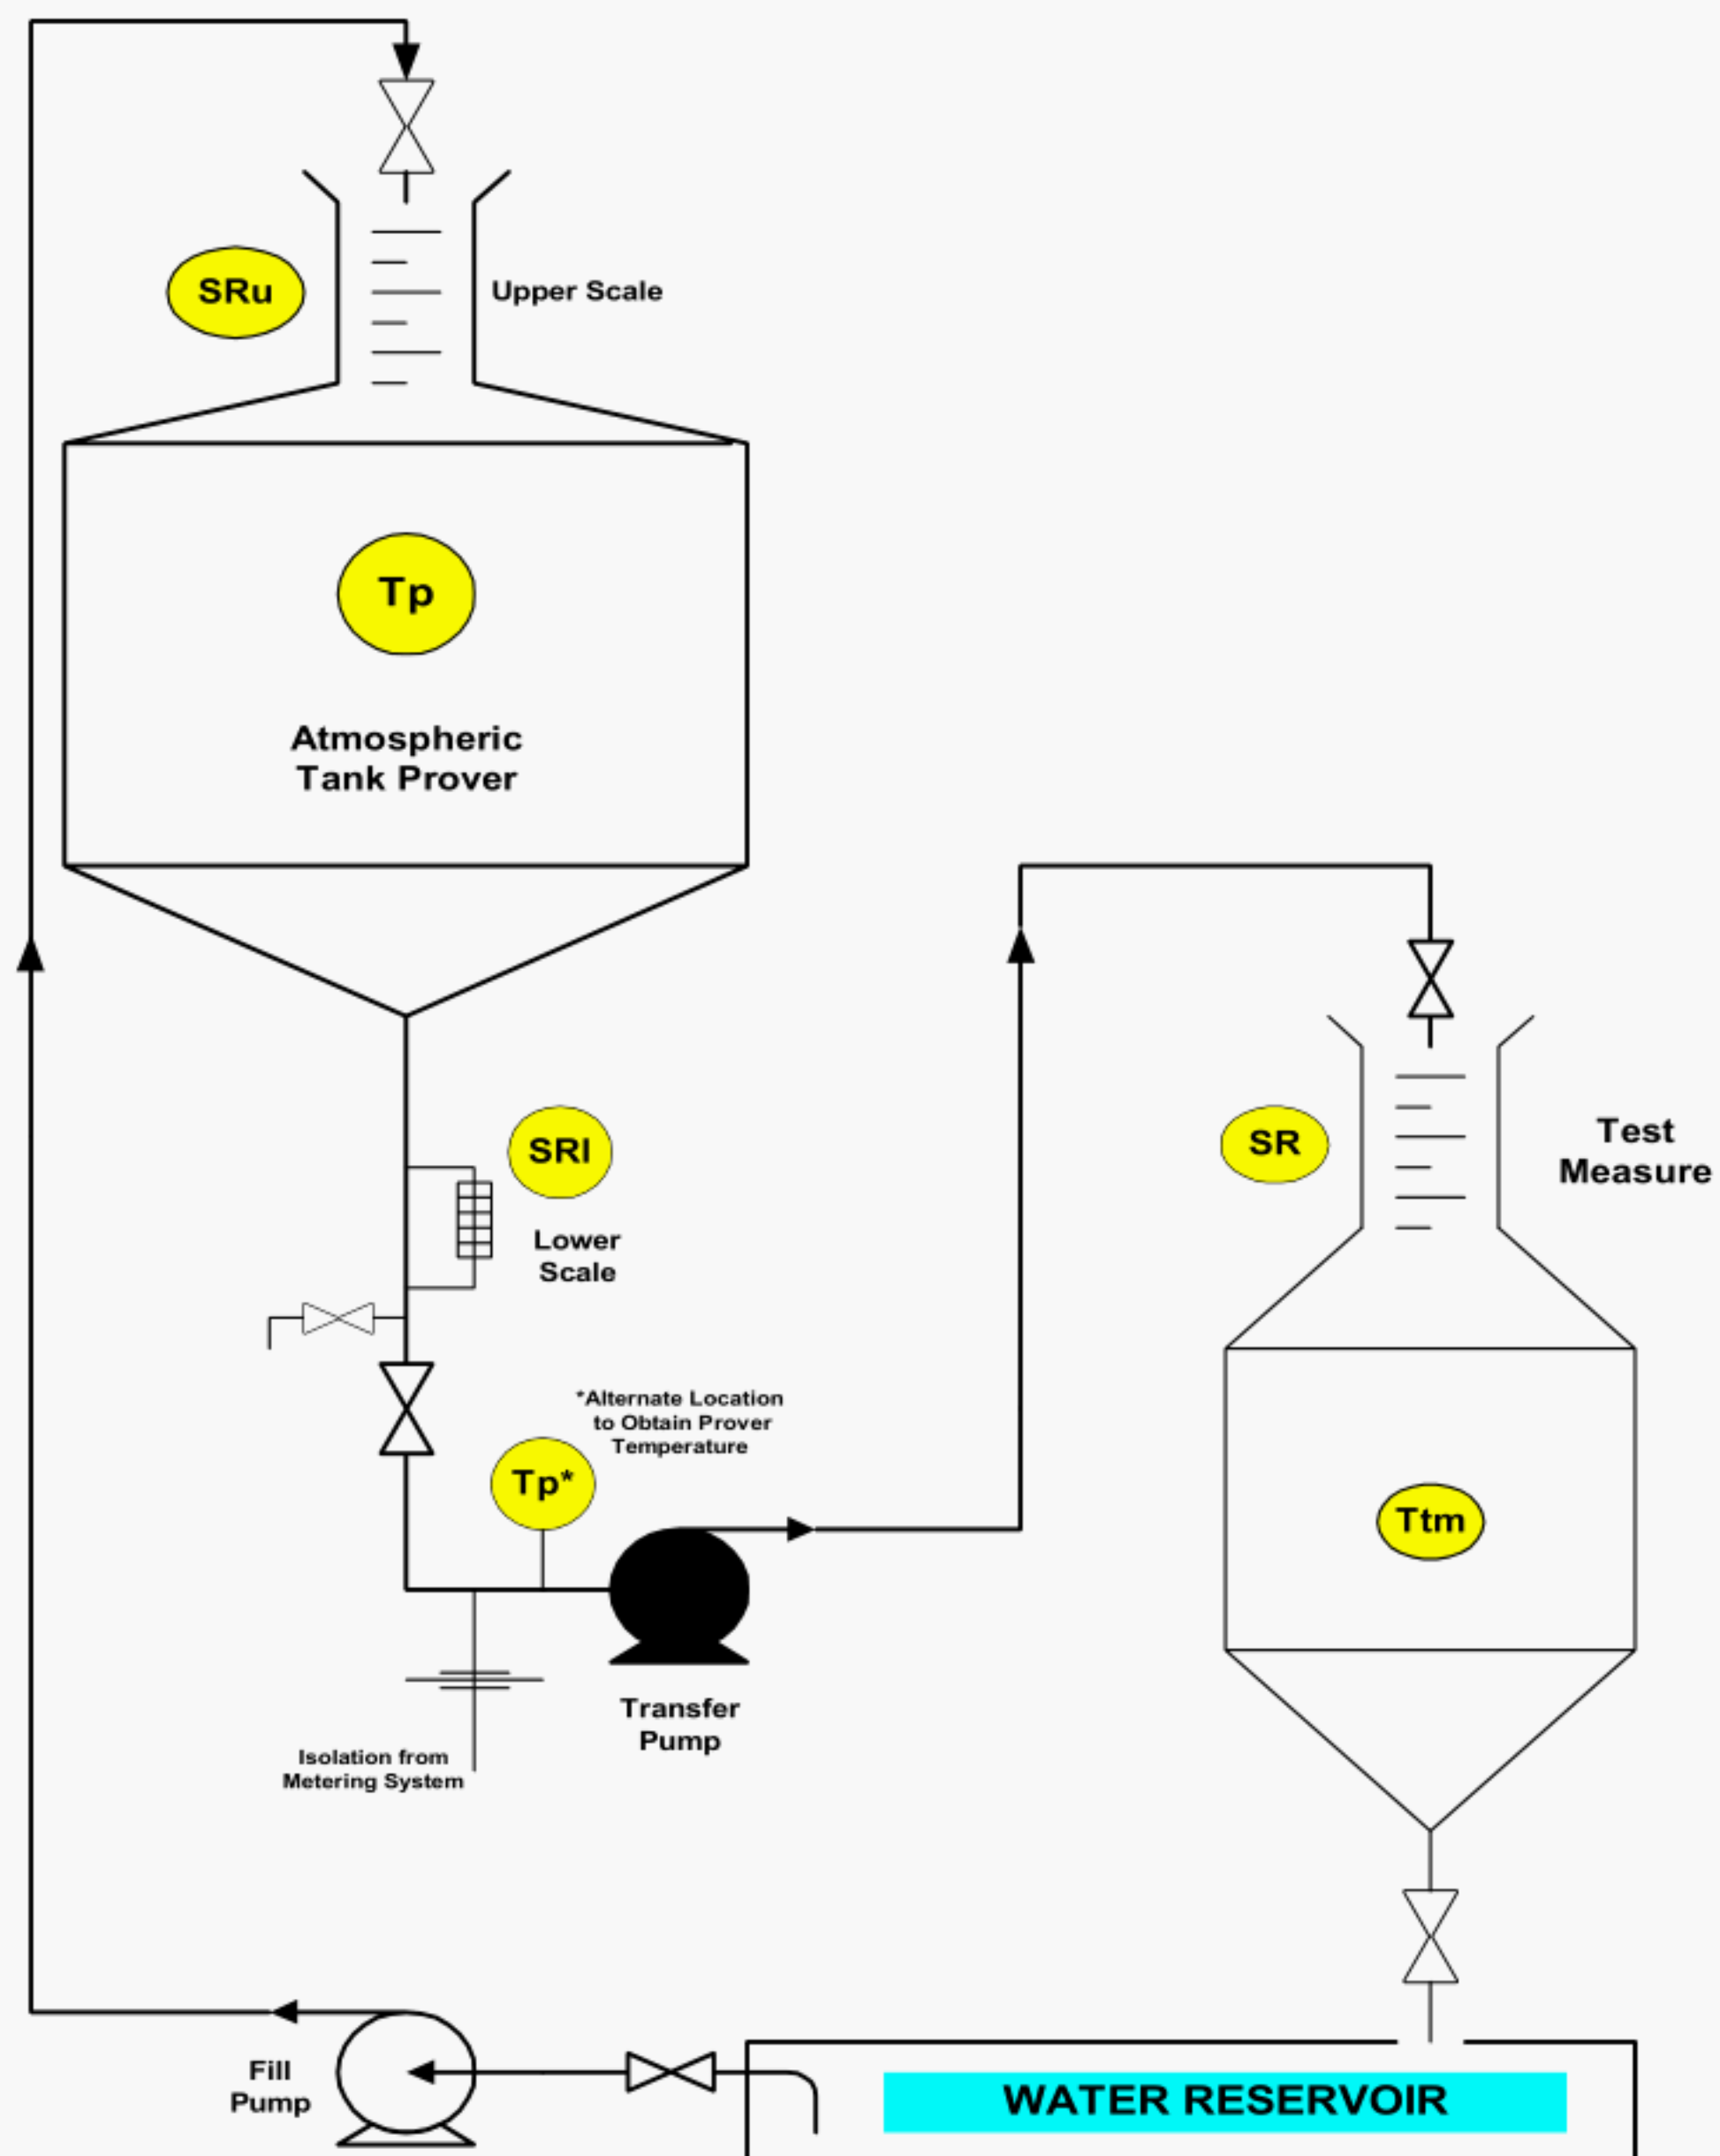 SRu
Upper Scale
Tp
Atmospheric
Tank Prover
SRl
Lower
Scale
SR
Test
Measure
*Alternate Location
to Obtain Prover
Temperature
Tp*
Ttm
Transfer
Pump
Isolation from
Metering System
Fill
Pump
WATER RESERVOIR